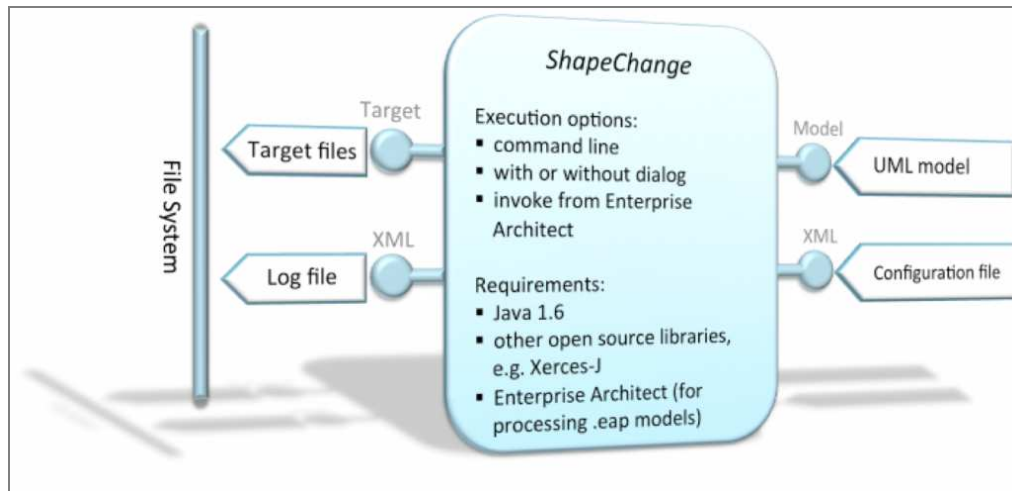 File System
Target
Target files
XML
Log file
ShapeChange
Execution options:
▪ command line
▪ with or without dialog
▪ invoke from Enterprise
Architect
Requirements:
▪ Java 1.6
▪ other open source libraries,
e.g. Xerces-J
▪ Enterprise Architect (for
processing .eap models)
Model
UML model
XML
Configuration file